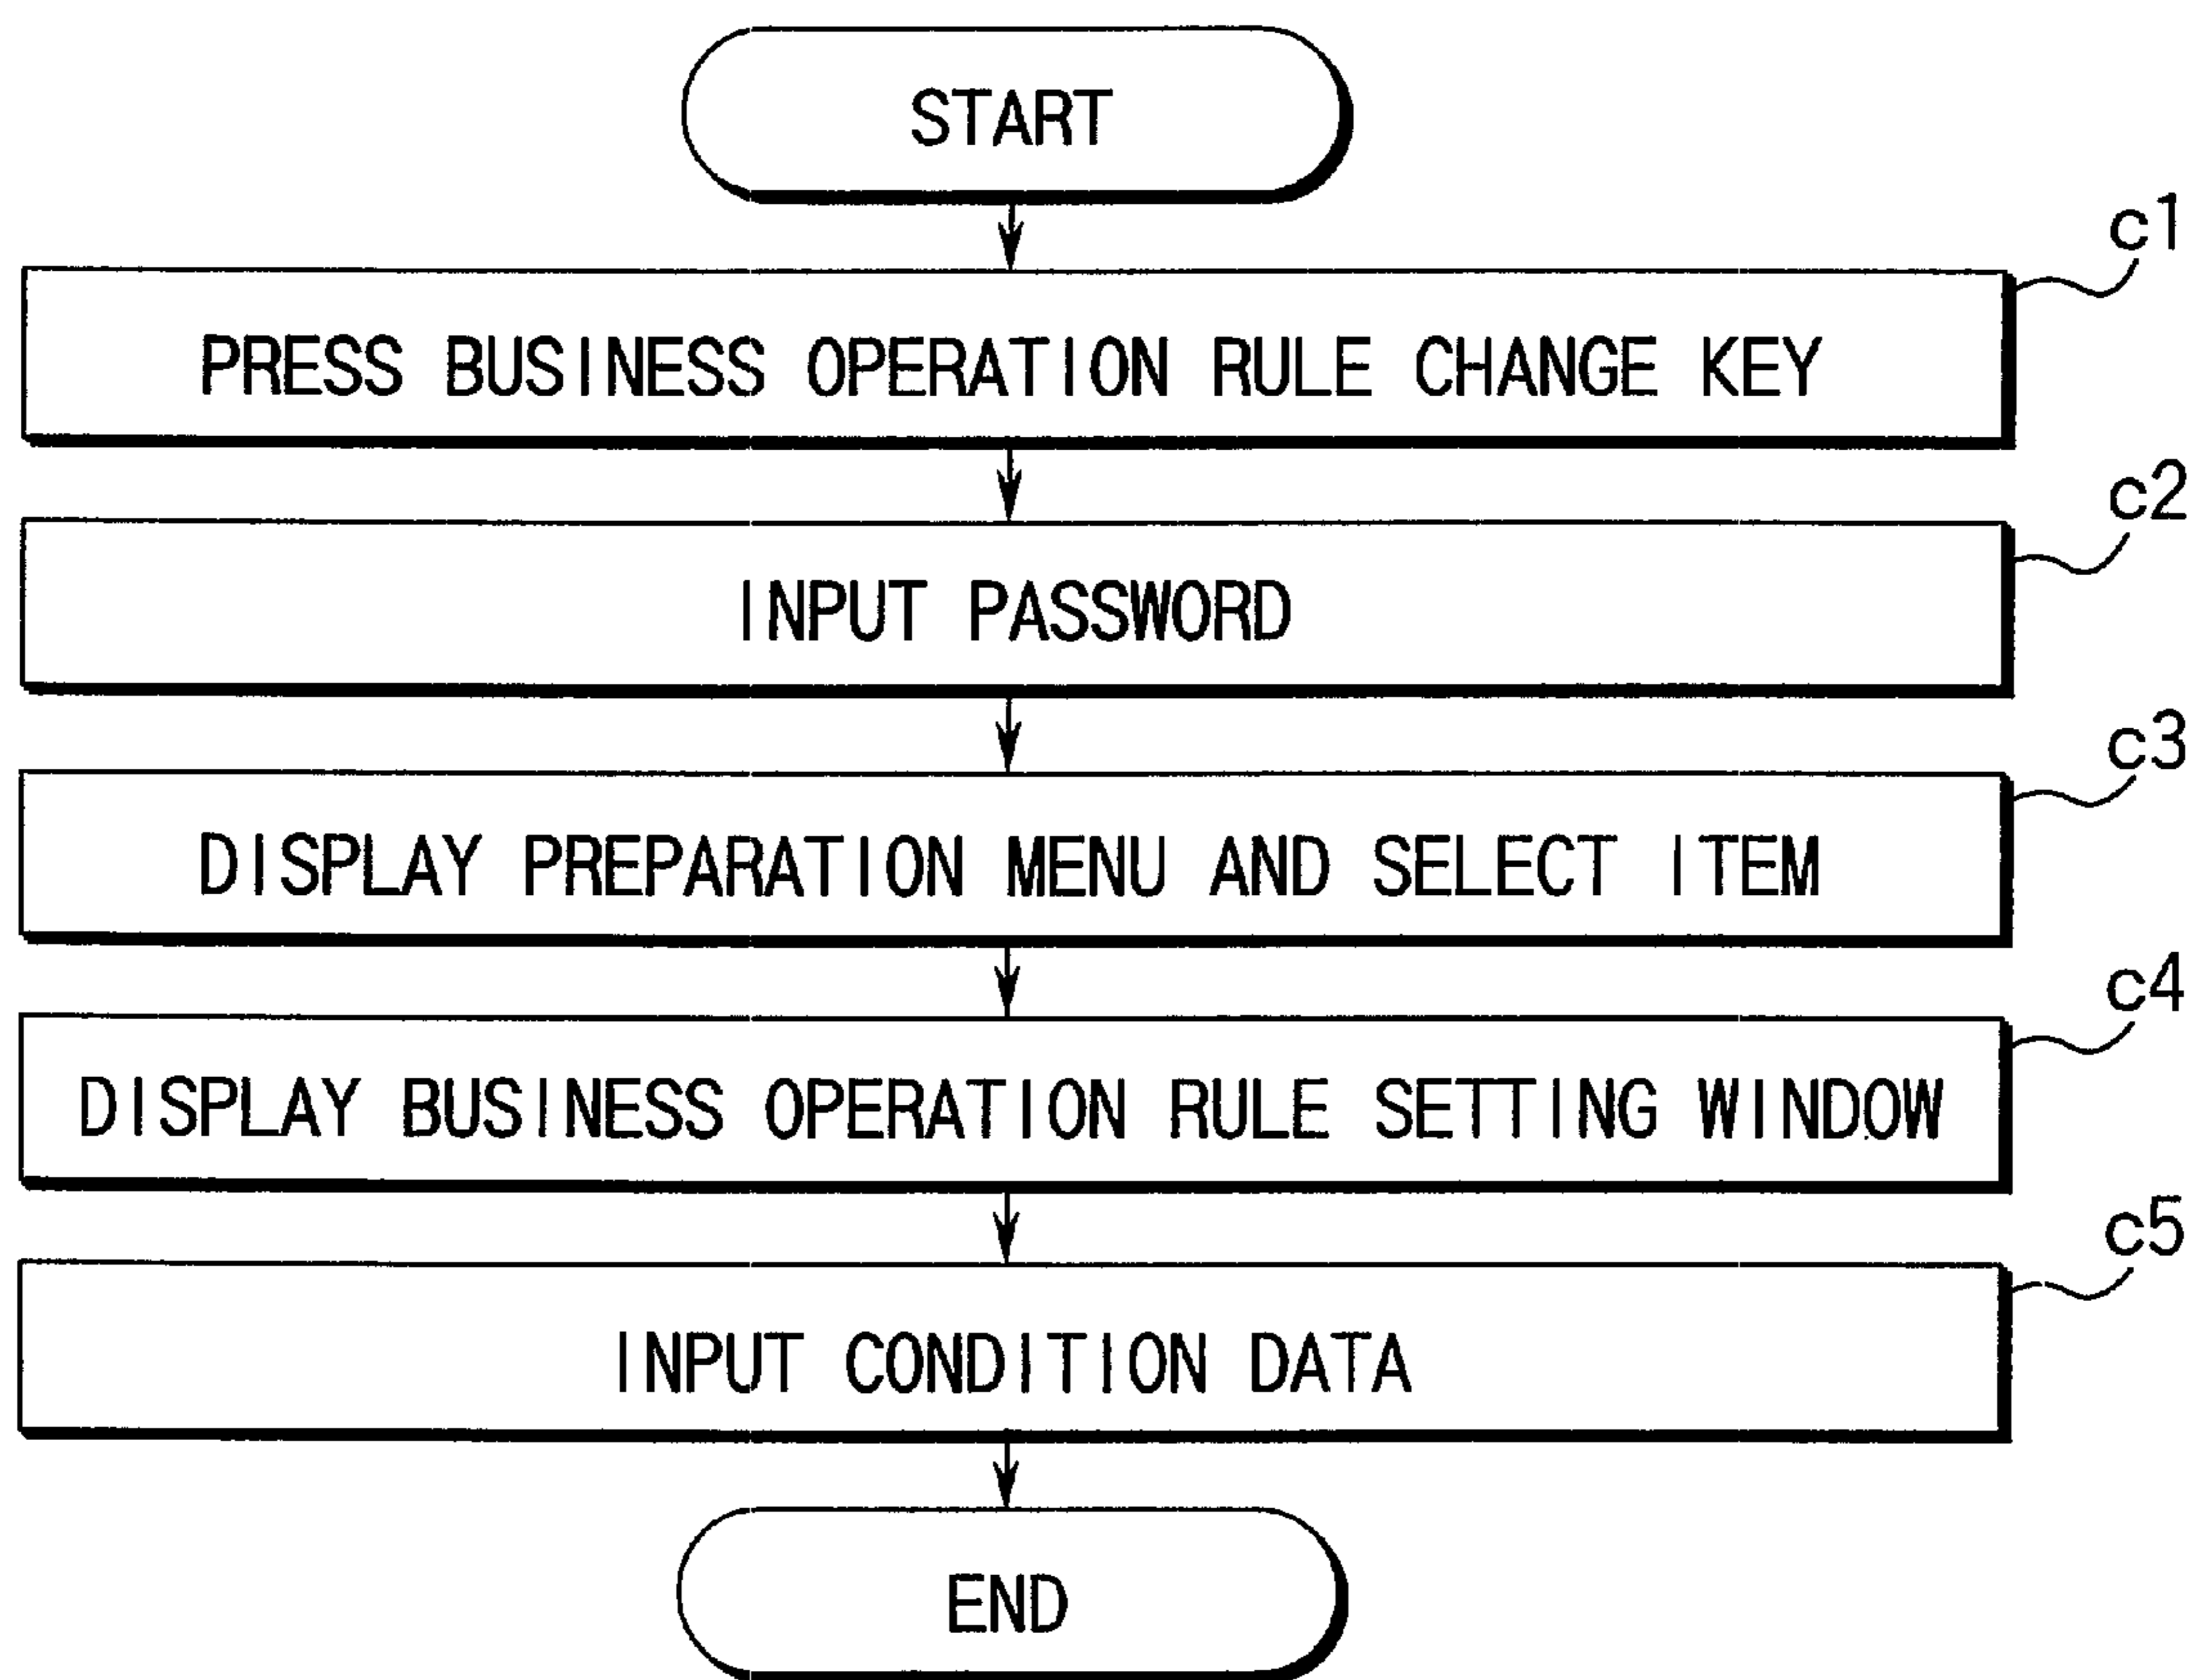 START
c1
PRESS BUSINESS OPERATION RULE CHANGE KEY
c2
INPUT PASSWORD
c3
DISPLAY PREPARATION MENU AND SELECT ITEM
c4
DISPLAY BUSINESS OPERATION RULE SETTING WINDOW
c5
INPUT CONDITION DATA
END